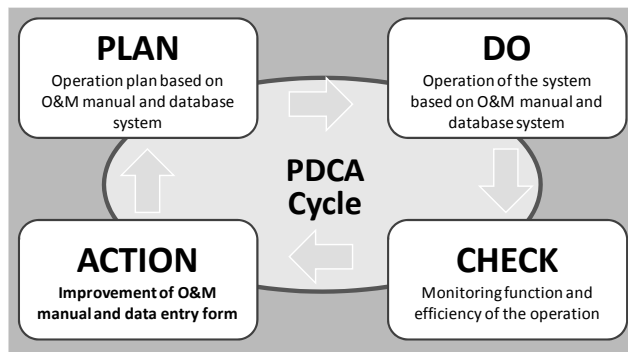 PLAN
Operation plan based on
O&M manual and database
system
DO
Operation of the system
based on O&M manual and
database system
PDCA
Cycle
ACTION
Improvement of O&M
manual and data entry form
CHECK
Monitoring function and
efficiency of the operation